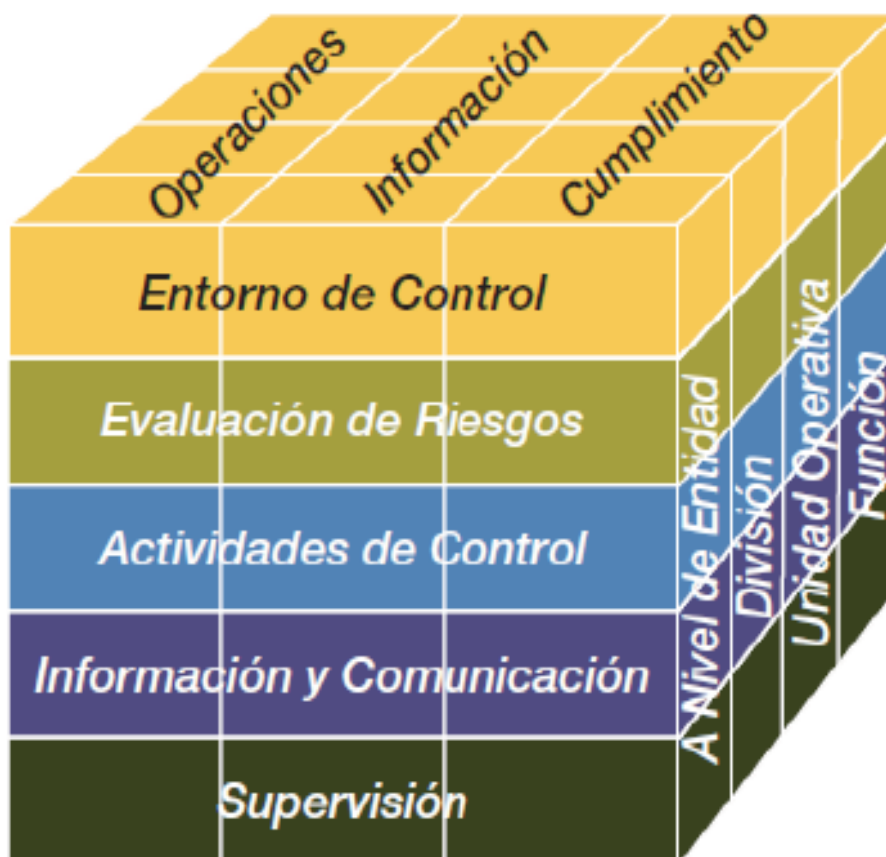 Operaciones
Información
Cumplimiento
Entorno de Control
Evaluación de Riesgos
Actividades de Control
Información y Comunicación
Supervisión
A Nivel de Entidad
División
Unidad Operativa
Función